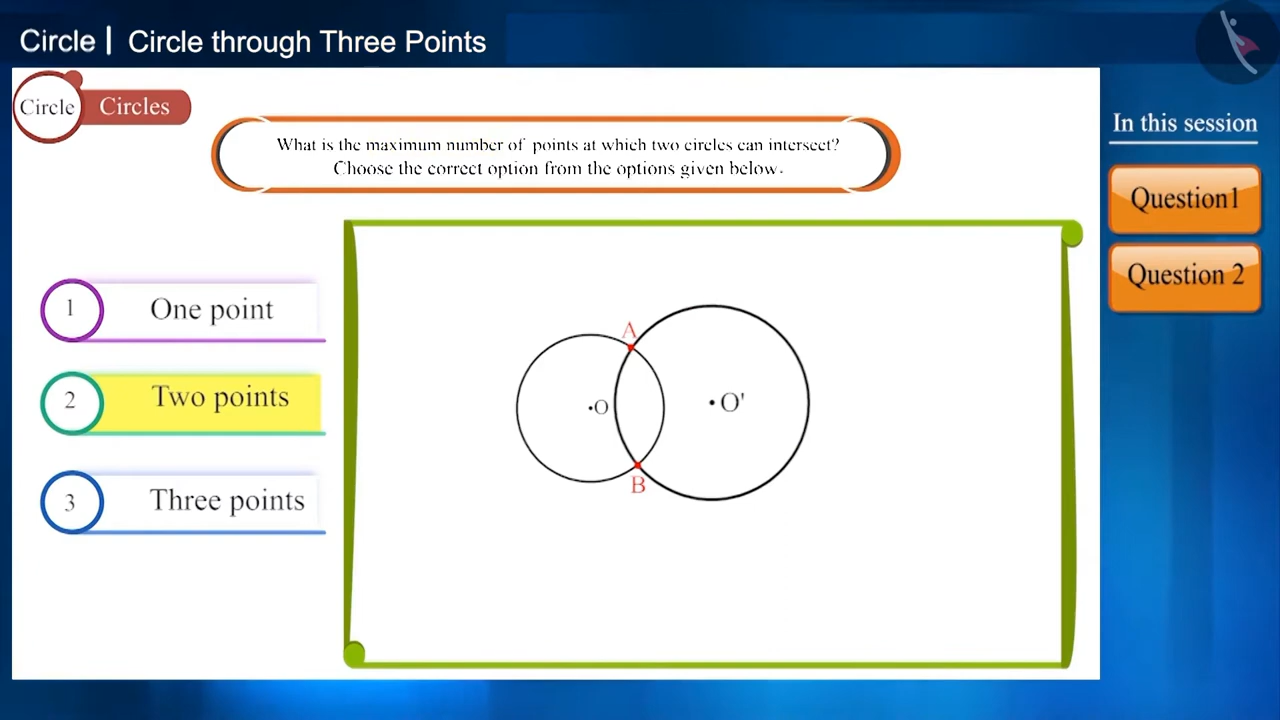 Circle | Circle through Three Points
Circle Circles
What is the maximum number of points at which two circles can intersect?
Choose the correct option from the options given below.
In this session
Question1
Question 2
1 One point
2 Two points
3 Three points
A
•O
•O'
B